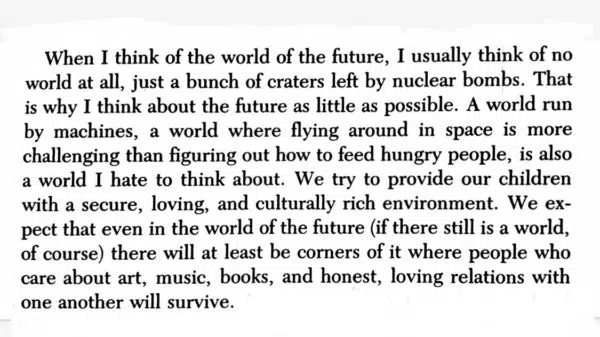 When I think of the world of the future, I usually think of no
world at all, just a bunch of craters left by nuclear bombs. That
is why I think about the future as little as possible. A world run
by machines, a world where flying around in space is more
challenging than figuring out how to feed hungry people, is also
a world I hate to think about. We try to provide our children
with a secure, loving, and culturally rich environment. We ex-
pect that even in the world of the future (if there still is a world,
of course) there will at least be corners of it where people who
care about art, music, books, and honest, loving relations with
one another will survive.